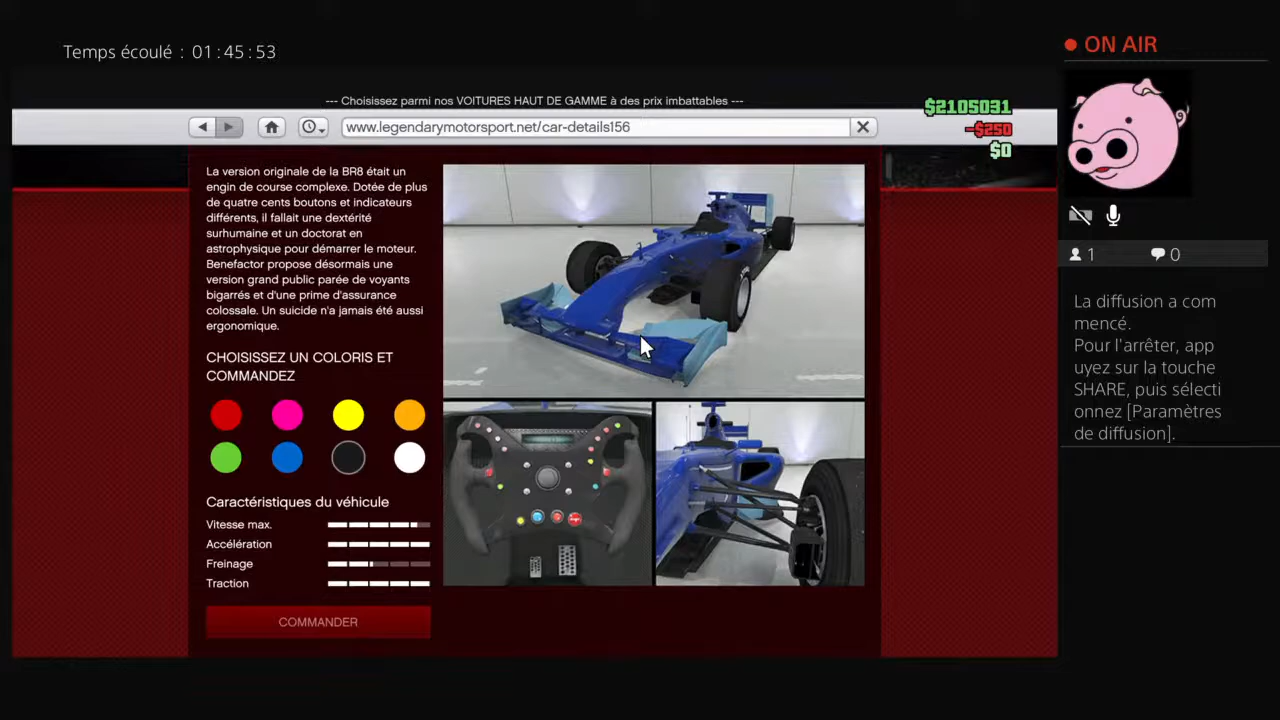 Temps écoulé : 01:45:53
ON AIR
--- Choisissez parmi nos VOITURES HAUT DE GAMME à des prix imbattables ---
$2105031
-$250
$0
www.legendarymotorsport.net/car-details156
La version originale de la BR8 était un
engin de course complexe. Dotée de plus
de quatre cents boutons et indicateurs
différents, il fallait une dextérité
surhumaine et un doctorat en
astrophysique pour démarrer le moteur.
Benefactor propose désormais une
version grand public parée de voyants
bigarrés et d'une prime d'assurance
colossale. Un suicide n'a jamais été aussi
ergonomique.
CHOISISSEZ UN COLORIS ET
COMMANDEZ
Caractéristiques du véhicule
Vitesse max.
Accélération
Freinage
Traction
COMMANDER
1
0
La diffusion a com
mencé.
Pour l'arrêter, app
uyez sur la touche
SHARE, puis sélecti
onnez [Paramètres
de diffusion].